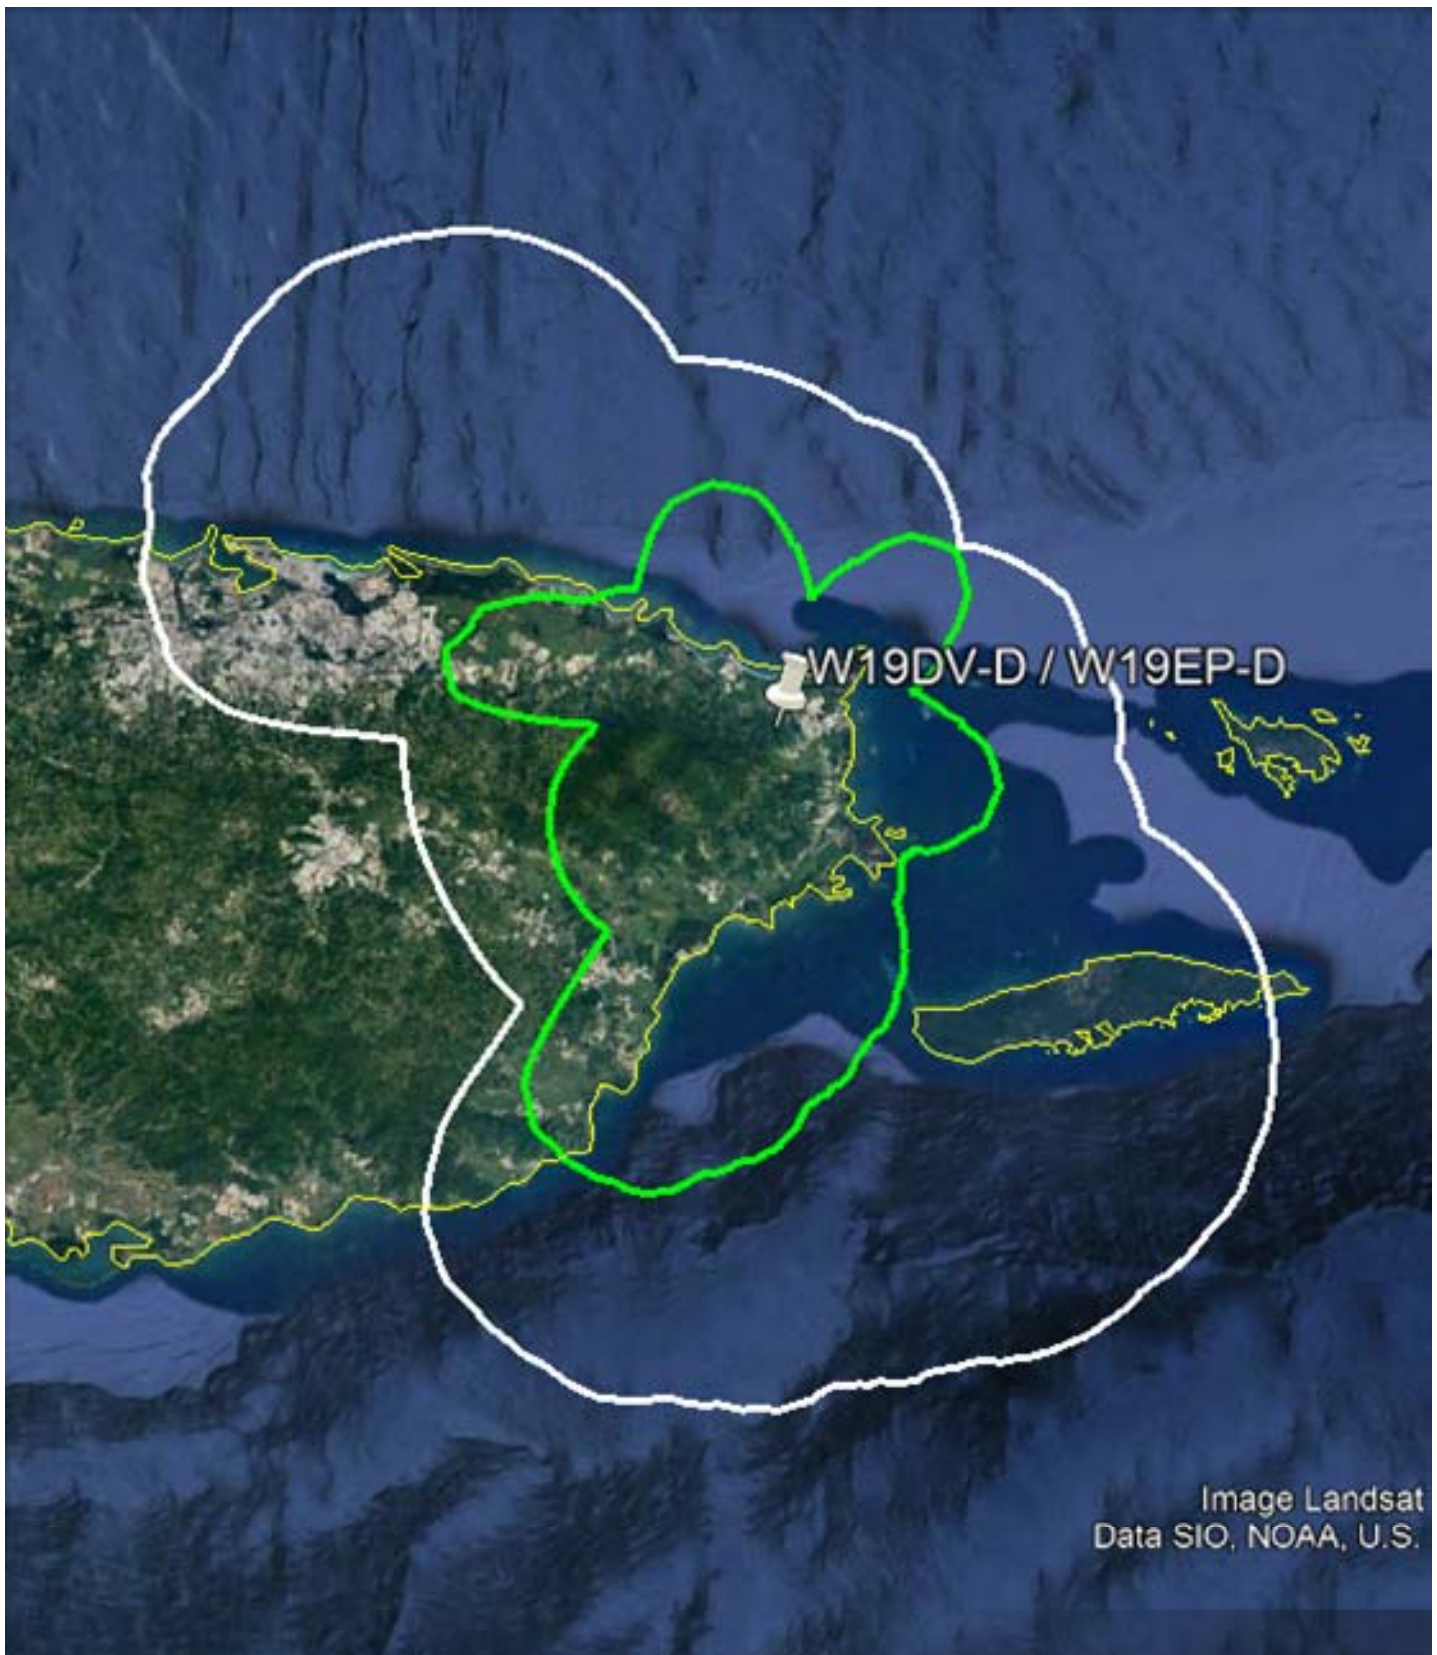 W19DV-D / W19EP-D
Image Landsat
Data SIO, NOAA, U.S.